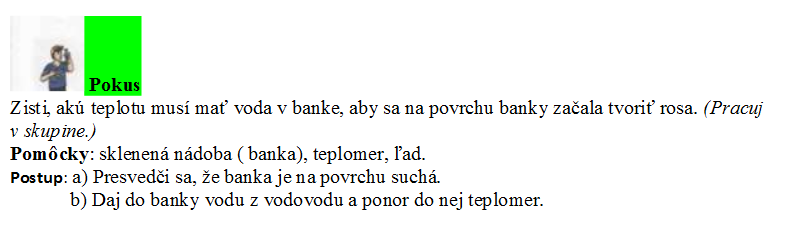 Pokus
Zisti, akú teplotu musí mať voda v banke, aby sa na povrchu banky začala tvoriť rosa. (Pracuj
v skupine.)
Pomôcky: sklenená nádoba ( banka), teplomer, ľad.
Postup: a) Presvedči sa, že banka je na povrchu suchá.
b) Daj do banky vodu z vodovodu a ponor do nej teplomer.